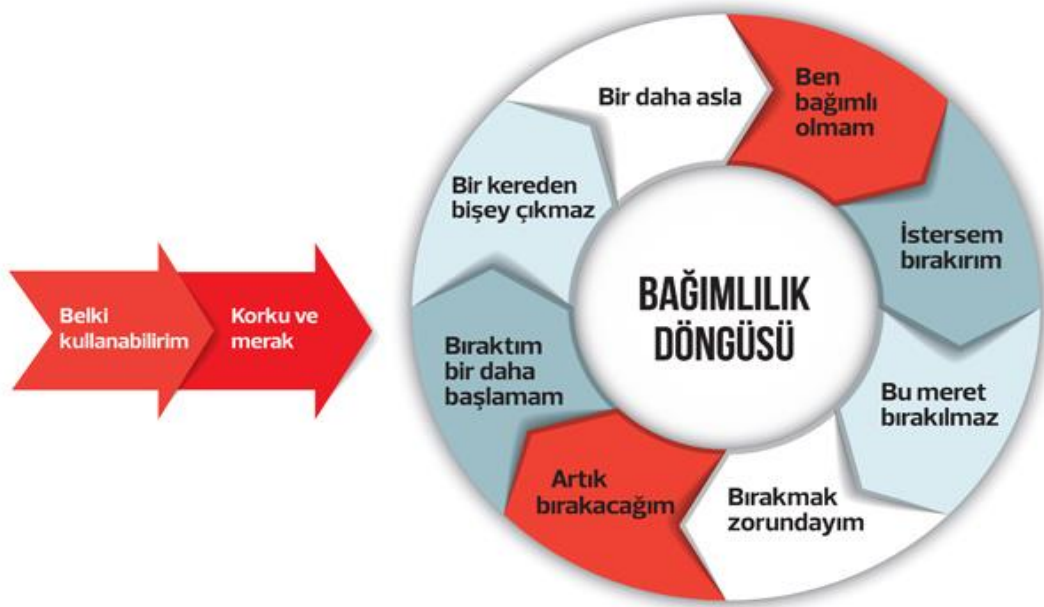 Belki
kullanabilirim
Korku ve
merak
BAĞIMLILIK
DÖNGÜSÜ
Ben
bağımlı
olmam
İstersem
bırakırım
Bu meret
bırakılmaz
Bırakmak
zorundayım
Artık
bırakacağım
Bıraktım
bir daha
başlamam
Bir kereden
bişey çıkmaz
Bir daha asla